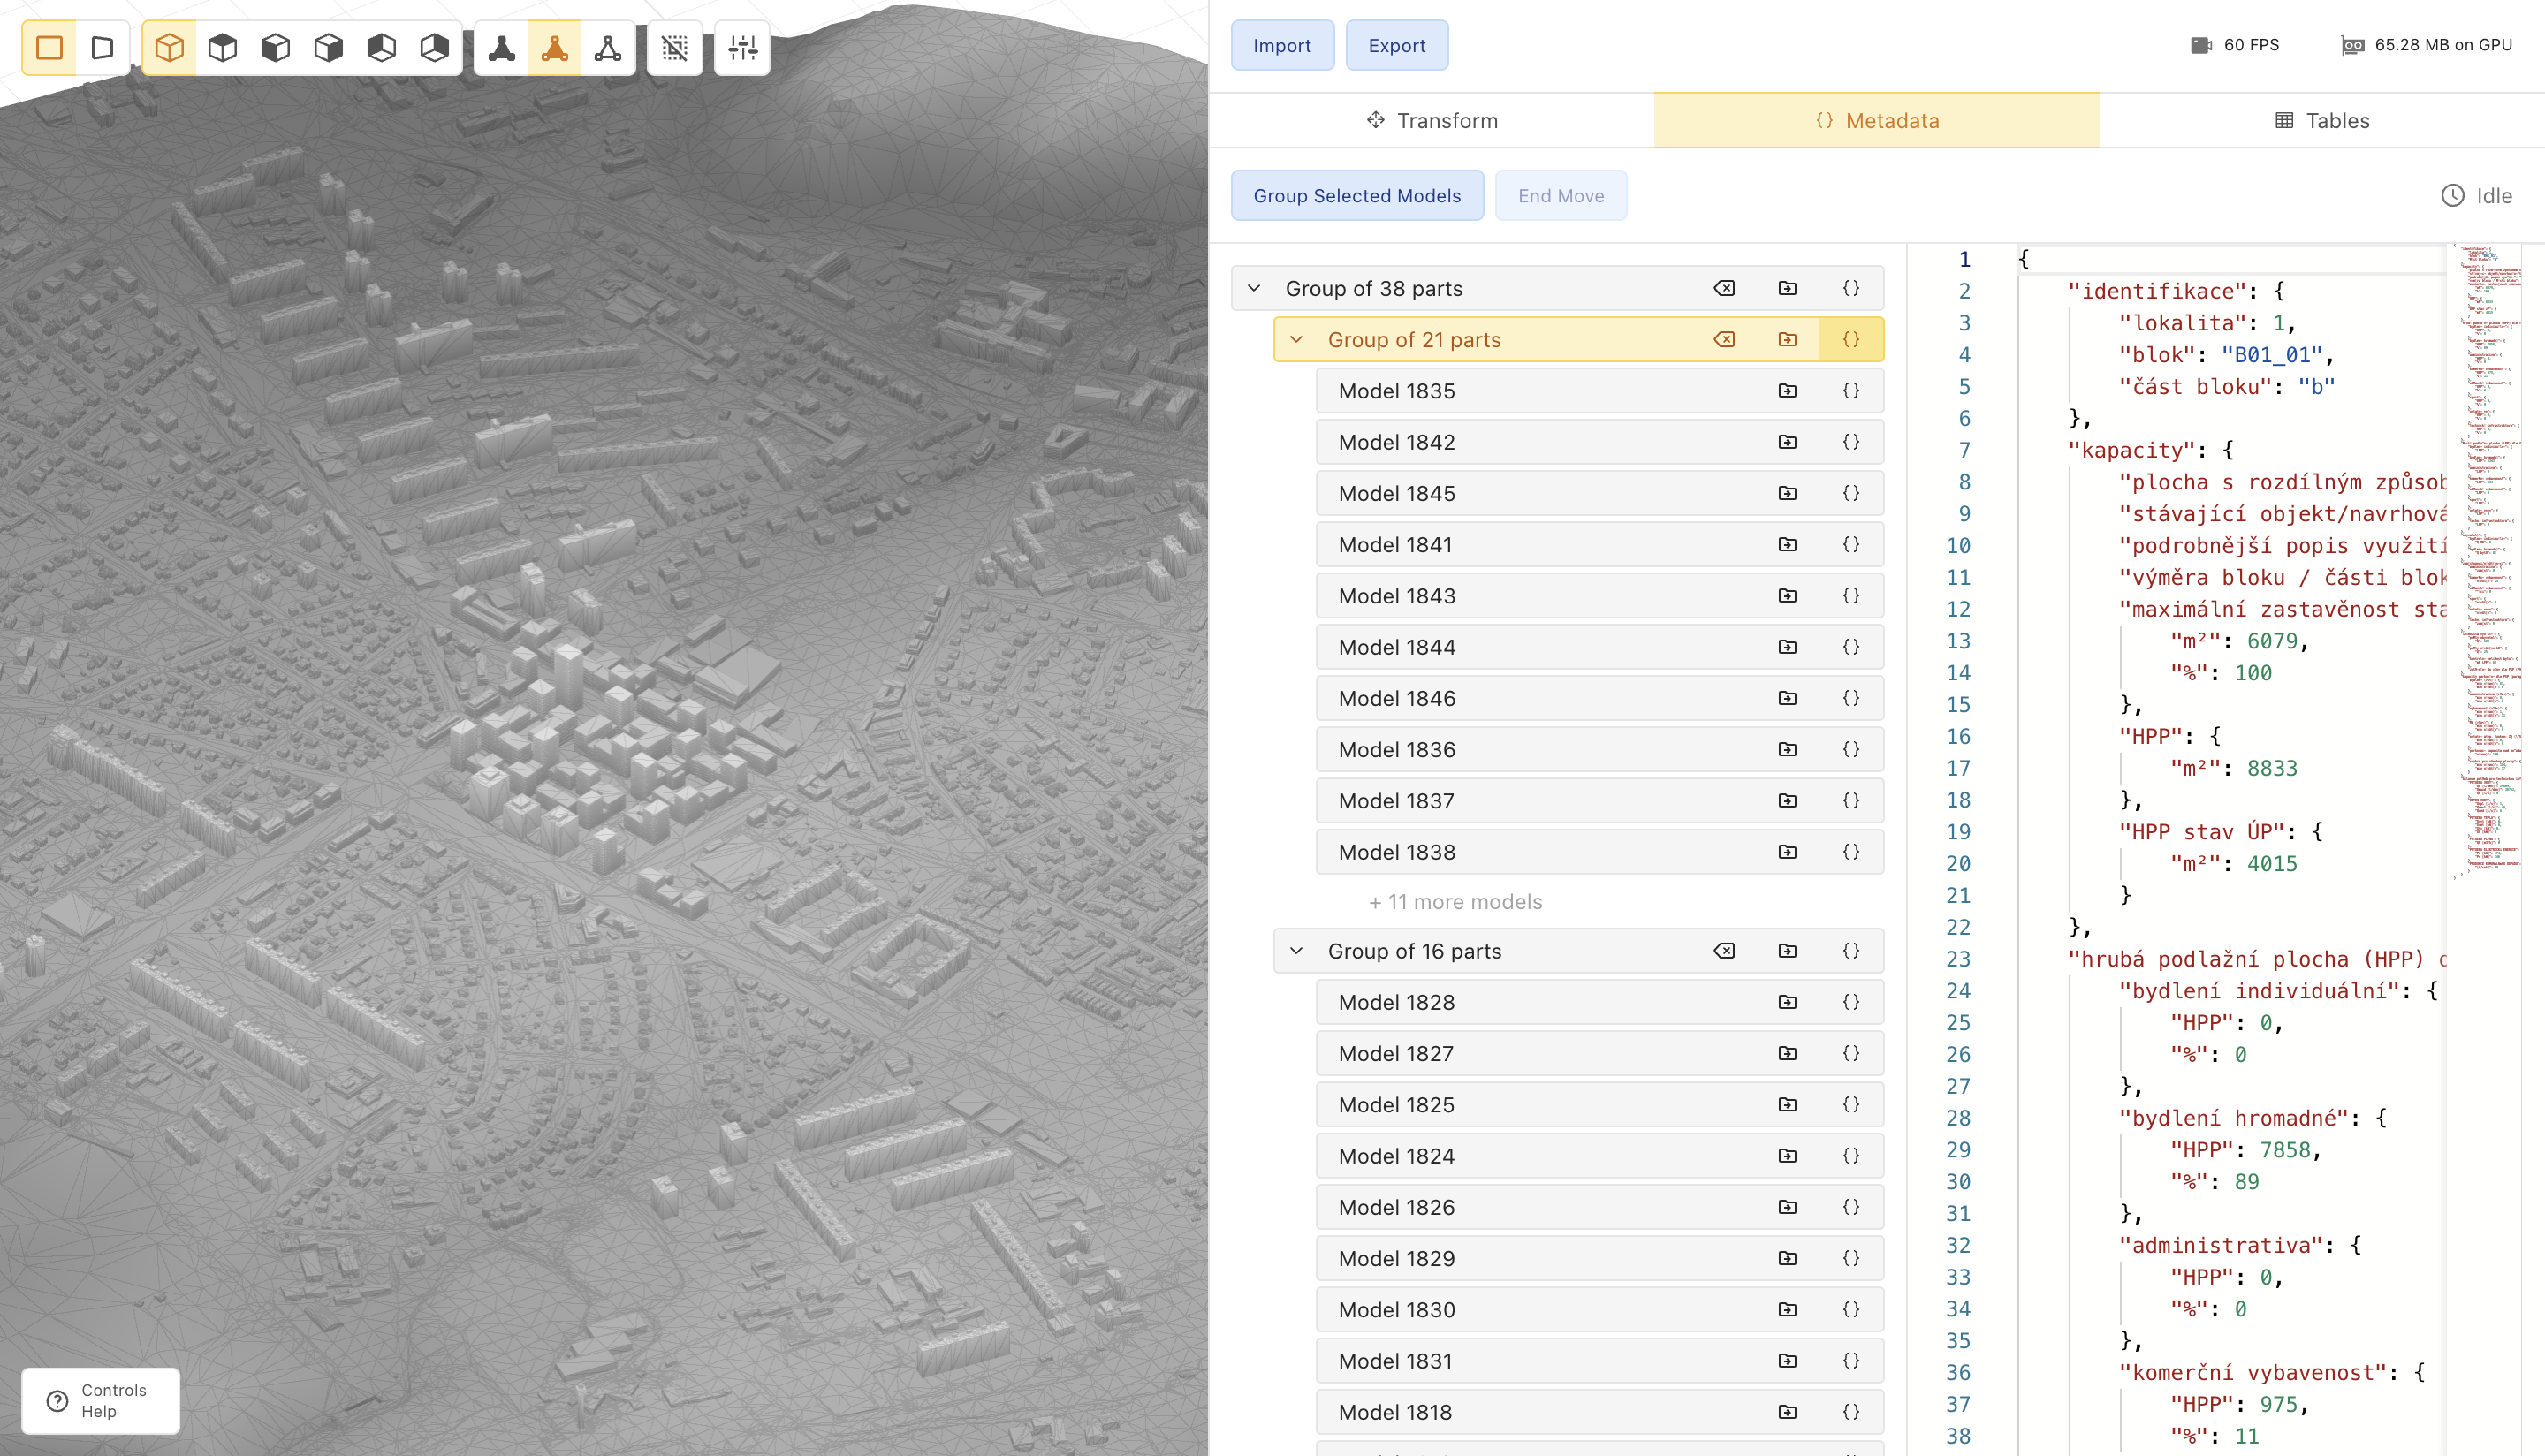 Import
Export
60 FPS
65.28 MB on GPU
Transform
{} Metadata
Tables
Group Selected Models
End Move
Idle
Group of 38 parts {}
Group of 21 parts {}
Model 1835 {}
Model 1842 {}
Model 1845 {}
Model 1841 {}
Model 1843 {}
Model 1844 {}
Model 1846 {}
Model 1836 {}
Model 1837 {}
Model 1838 {}
+ 11 more models
Group of 16 parts {}
Model 1828 {}
Model 1827 {}
Model 1825 {}
Model 1824 {}
Model 1826 {}
Model 1829 {}
Model 1830 {}
Model 1831 {}
Model 1818 {}
1 {
2 "identifikace": {
3 "lokalita": 1,
4 "blok": "B01_01",
5 "část bloku": "b"
6 },
7 "kapacity": {
8 "plocha s rozdílným způsob
9 "stávající objekt/navrhová
10 "podrobnější popis využití
11 "výměra bloku / části blok
12 "maximální zastavěnost sta
13 "m²": 6079,
14 "%": 100
15 },
16 "HPP": {
17 "m²": 8833
18 },
19 "HPP stav ÚP": {
20 "m²": 4015
21 }
22 },
23 "hrubá podlažní plocha (HPP)
24 "bydlení individuální": {
25 "HPP": 0,
26 "%": 0
27 },
28 "bydlení hromadné": {
29 "HPP": 7858,
30 "%": 89
31 },
32 "administrativa": {
33 "HPP": 0,
34 "%": 0
35 },
36 "komerční vybavenost": {
37 "HPP": 975,
38 "%": 11
Controls
Help